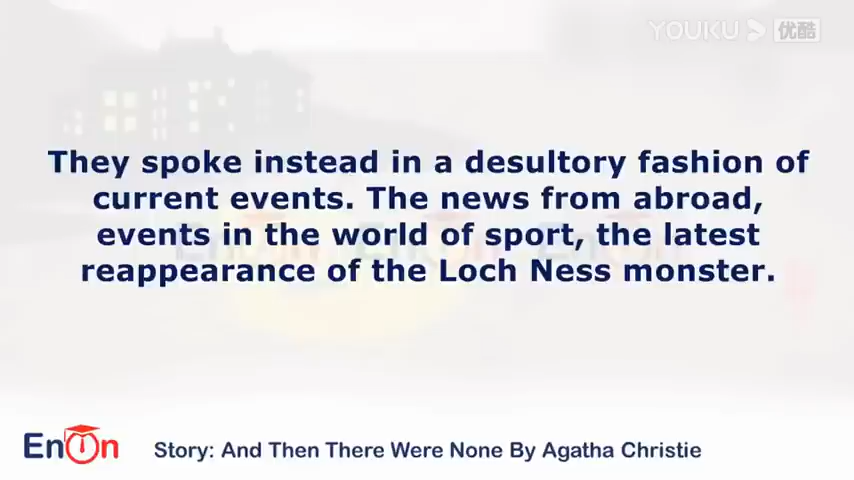 YOUKU 优酷
They spoke instead in a desultory fashion of
current events. The news from abroad,
events in the world of sport, the latest
reappearance of the Loch Ness monster.
EnOn
Story: And Then There Were None By Agatha Christie